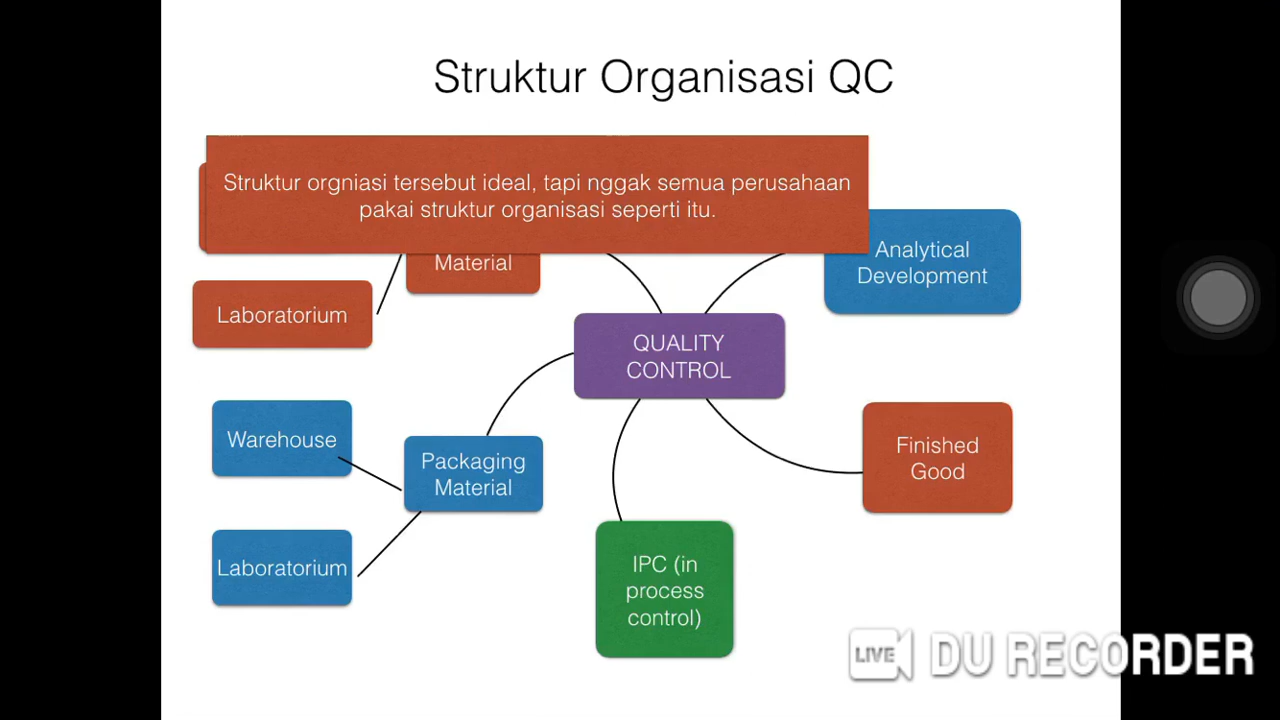 Struktur Organisasi QC
Struktur orgniasi tersebut ideal, tapi nggak semua perusahaan
pakai struktur organisasi seperti itu.
Material
Laboratorium
Analytical
Development
QUALITY
CONTROL
Warehouse
Packaging
Material
Finished
Good
Laboratorium
IPC (in
process
control)
LIVE DU RECORDER